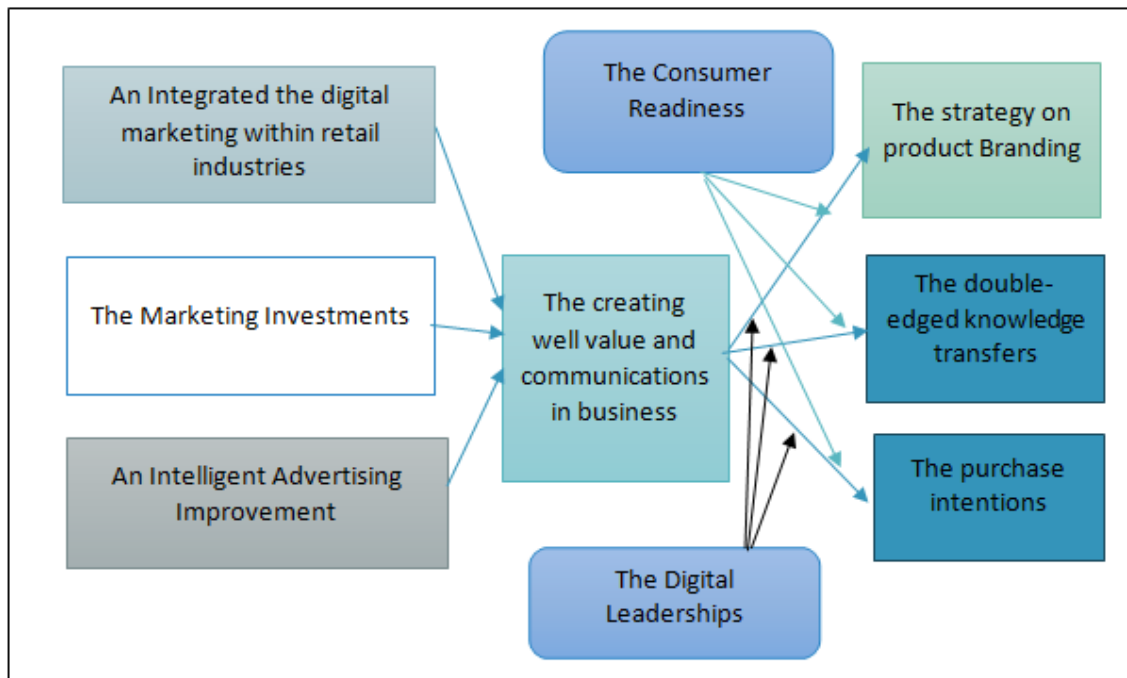 An Integrated the digital
marketing within retail
industries
The Marketing Investments
An Intelligent Advertising
Improvement
The creating
well value and
communications
in business
The Consumer
Readiness
The Digital
Leaderships
The strategy on
product Branding
The double-
edged knowledge
transfers
The purchase
intentions